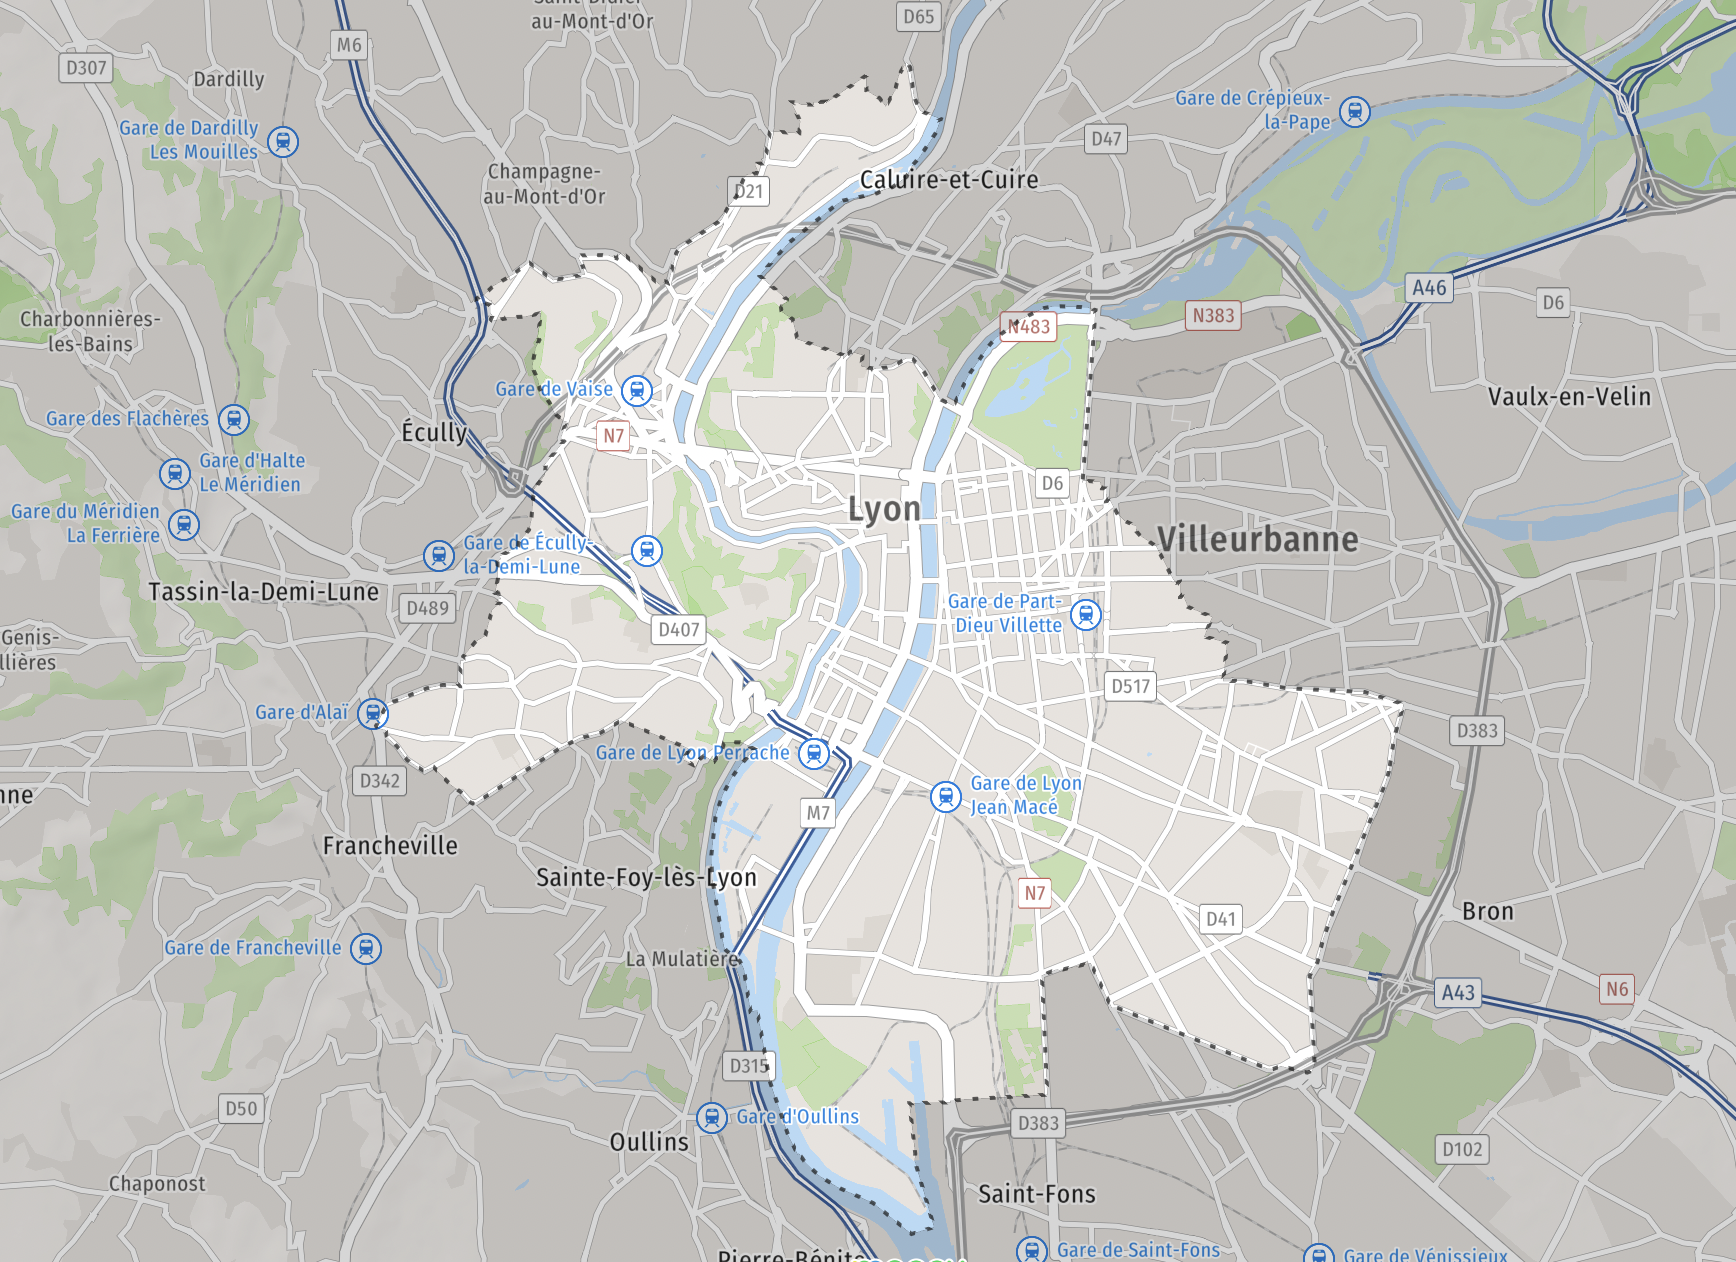 Saint-Didier-
au-Mont-d'Or
D65
M6
D307
Dardilly
Gare de Crépieux-
la-Pape
Gare de Dardilly
Les Mouilles
D47
Champagne-
au-Mont-d'Or
Caluire-et-Cuire
D21
A46
D6
Charbonnières-
les-Bains
N483
N383
Gare de Vaise
Vaulx-en-Velin
Gare des Flachères
Écully
N7
Gare d'Halte
Le Méridien
D6
Lyon
Gare du Méridien
La Ferrière
Villeurbanne
Gare de Écully-
la-Demi-Lune
Tassin-la-Demi-Lune
D489
Gare de Part-
Dieu Villette
D407
Genis-
llières
D517
Gare d'Alaï
D383
Gare de Lyon Perrache
D342
Gare de Lyon
Jean Macé
nne
M7
Francheville
Sainte-Foy-lès-Lyon
N7
D41
Bron
Gare de Francheville
La Mulatière
A43
N6
D315
D50
Gare d'Oullins
D383
Oullins
D102
Chaponost
Saint-Fons
Gare de Saint-Fons
Pierre-Bénite
Gare de Vénissieux